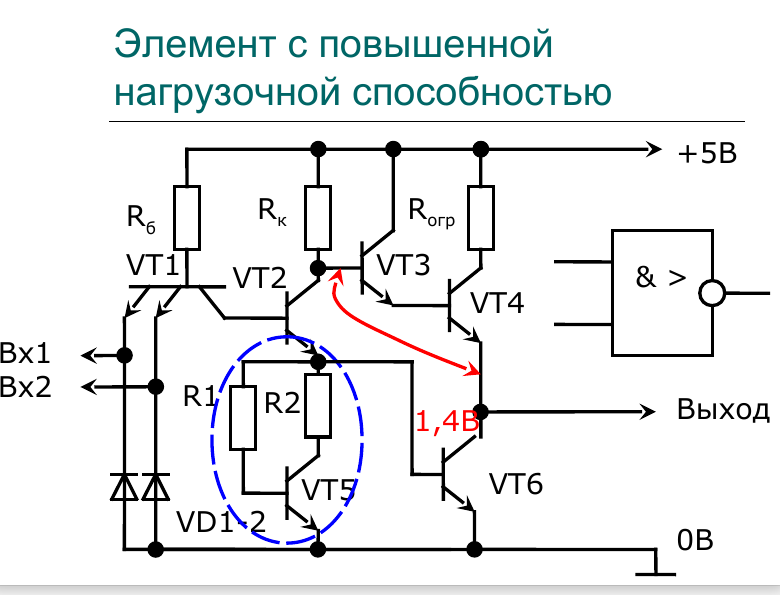 Элемент с повышенной
нагрузочной способностью
+5В
Rб
Rк
Rогр
VT1
VT2
VT3
& >
VT4
Вх1
Вх2
R1
R2
1,4В
Выход
VT5
VT6
VD1-2
0В